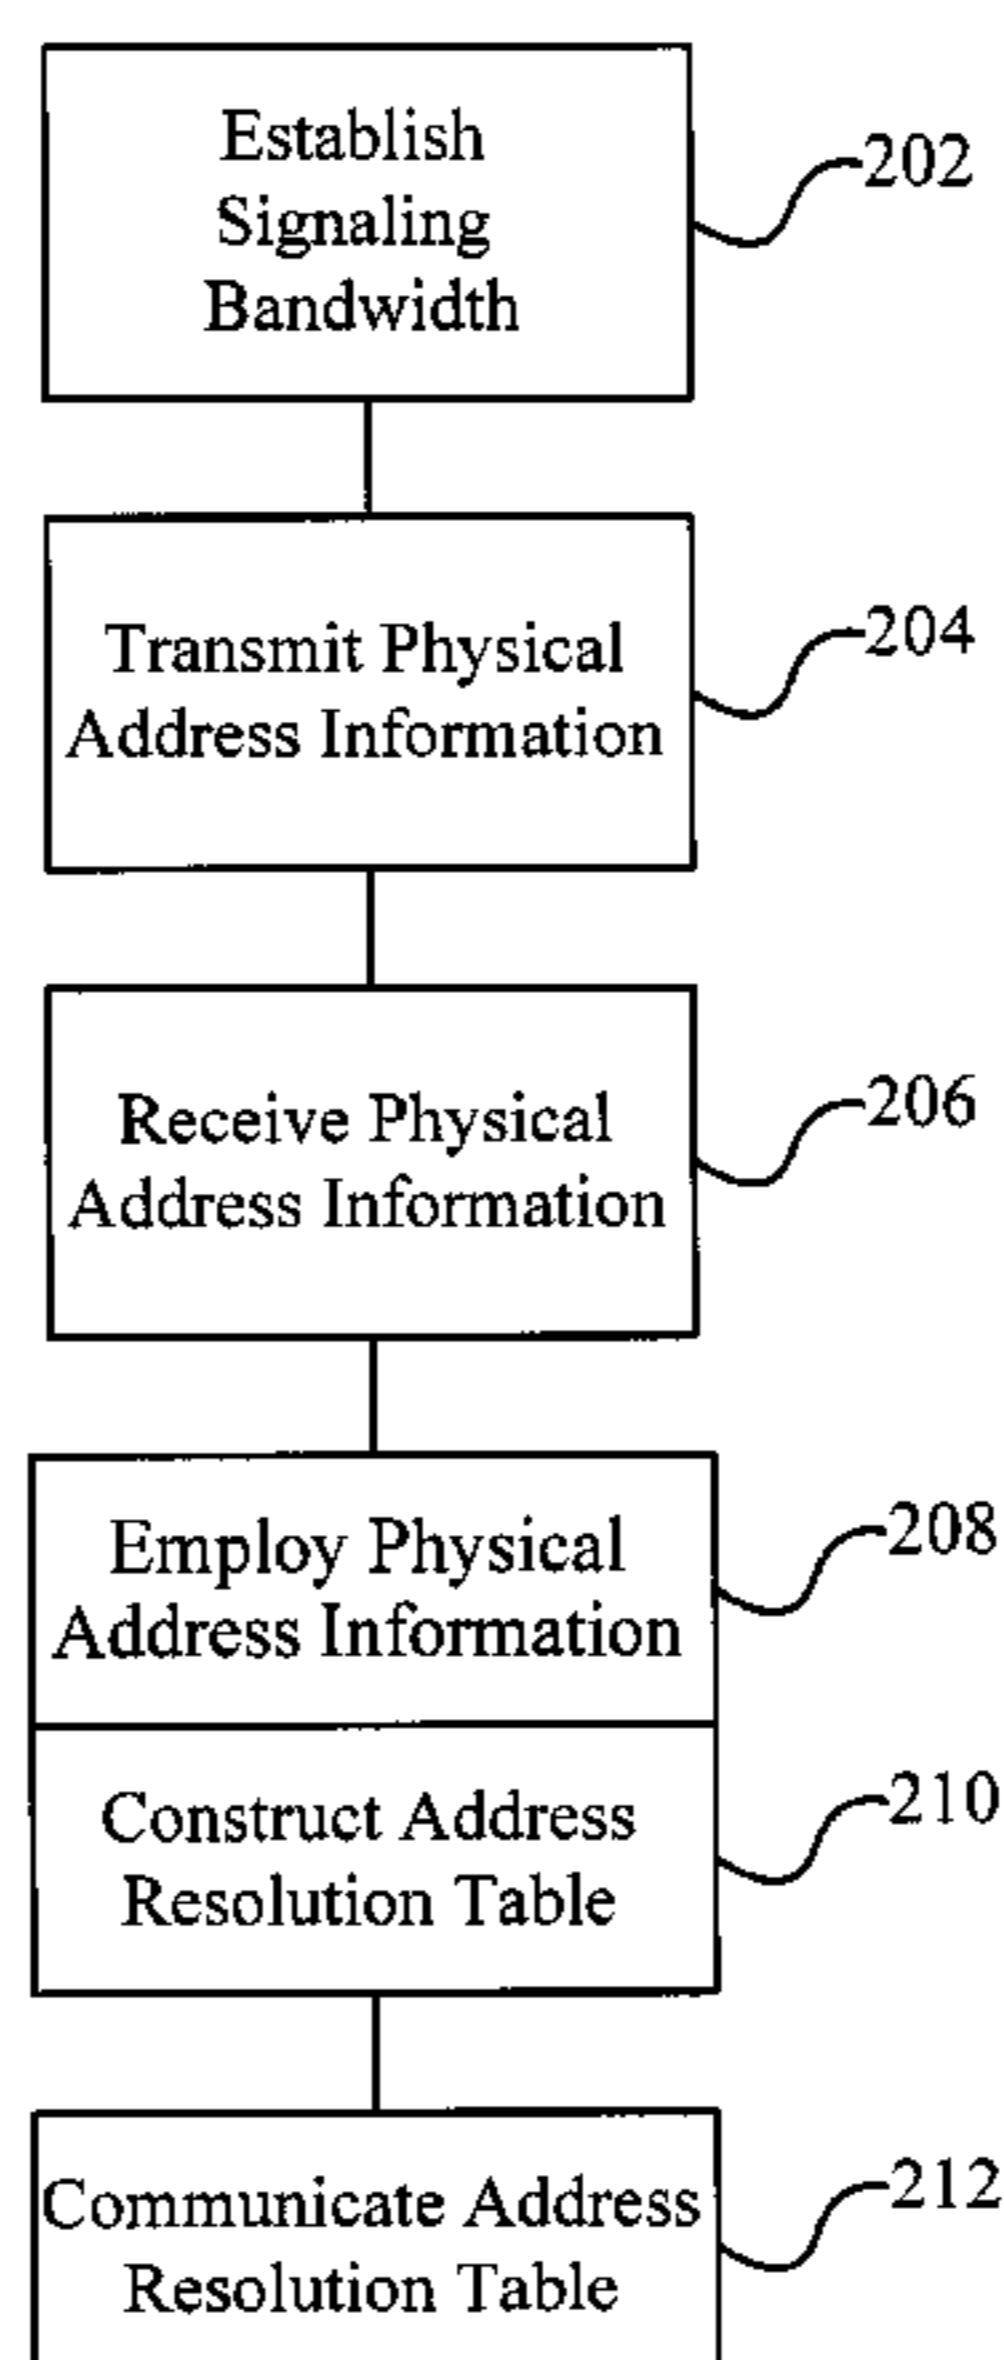 Establish
Signaling
Bandwidth
202
Transmit Physical
Address Information
204
Receive Physical
Address Information
206
Employ Physical
Address Information
208
Construct Address
Resolution Table
210
Communicate Address
Resolution Table
212